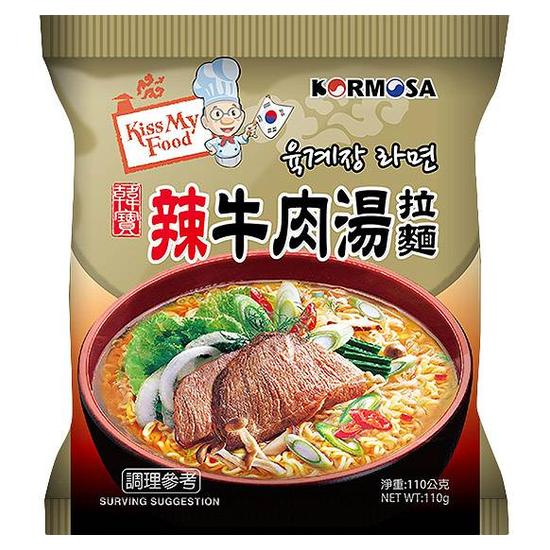 KORMOSA
Kiss My
Food
육계장 라면
韓寶
辣牛肉湯拉麵
調理參考
SURVING SUGGESTION
淨重:110公克
NET WT:110g